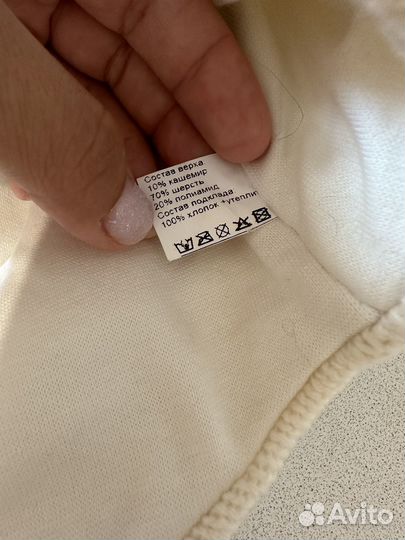 Состав верха
10% кашемир
70% шерсть
20% полиамид
Состав подклада
100% хлопок +утеплит
Avito